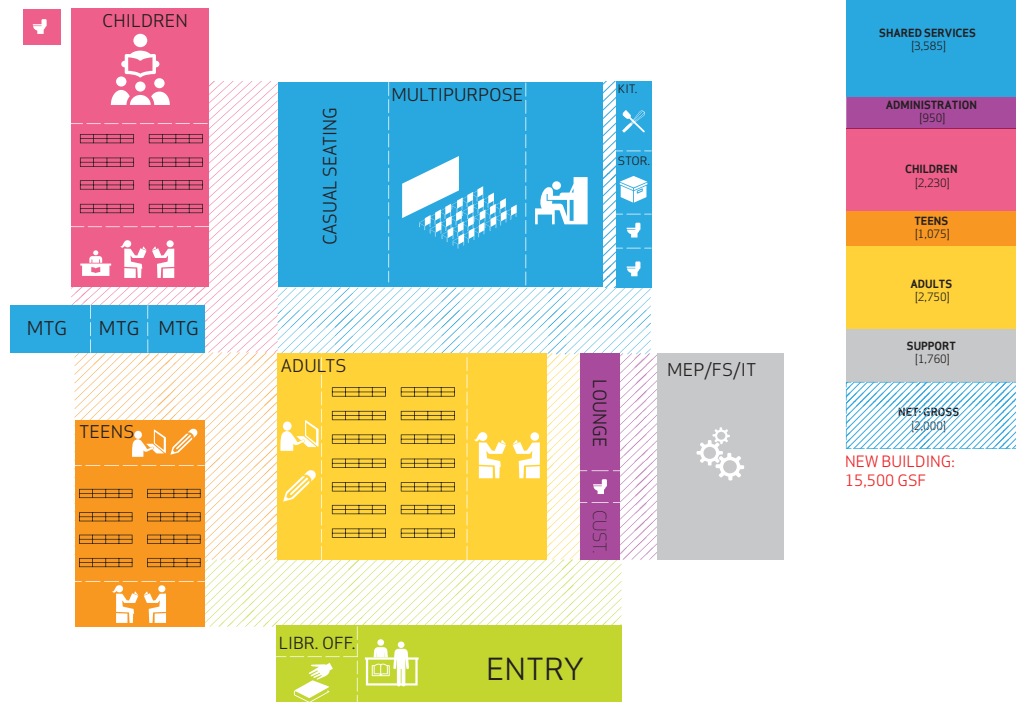 CHILDREN
CASUAL SEATING
MULTIPURPOSE
KIT.
STOR.
MTG
MTG
MTG
TEENS
ADULTS
LOUNGE
CUST.
MEP/FS/IT
LIBR. OFF.
ENTRY
SHARED SERVICES
[3,585]
ADMINISTRATION
[950]
CHILDREN
[2,230]
TEENS
[1,075]
ADULTS
[2,750]
SUPPORT
[1,760]
NET: GROSS
[2,000]
NEW BUILDING:
15,500 GSF